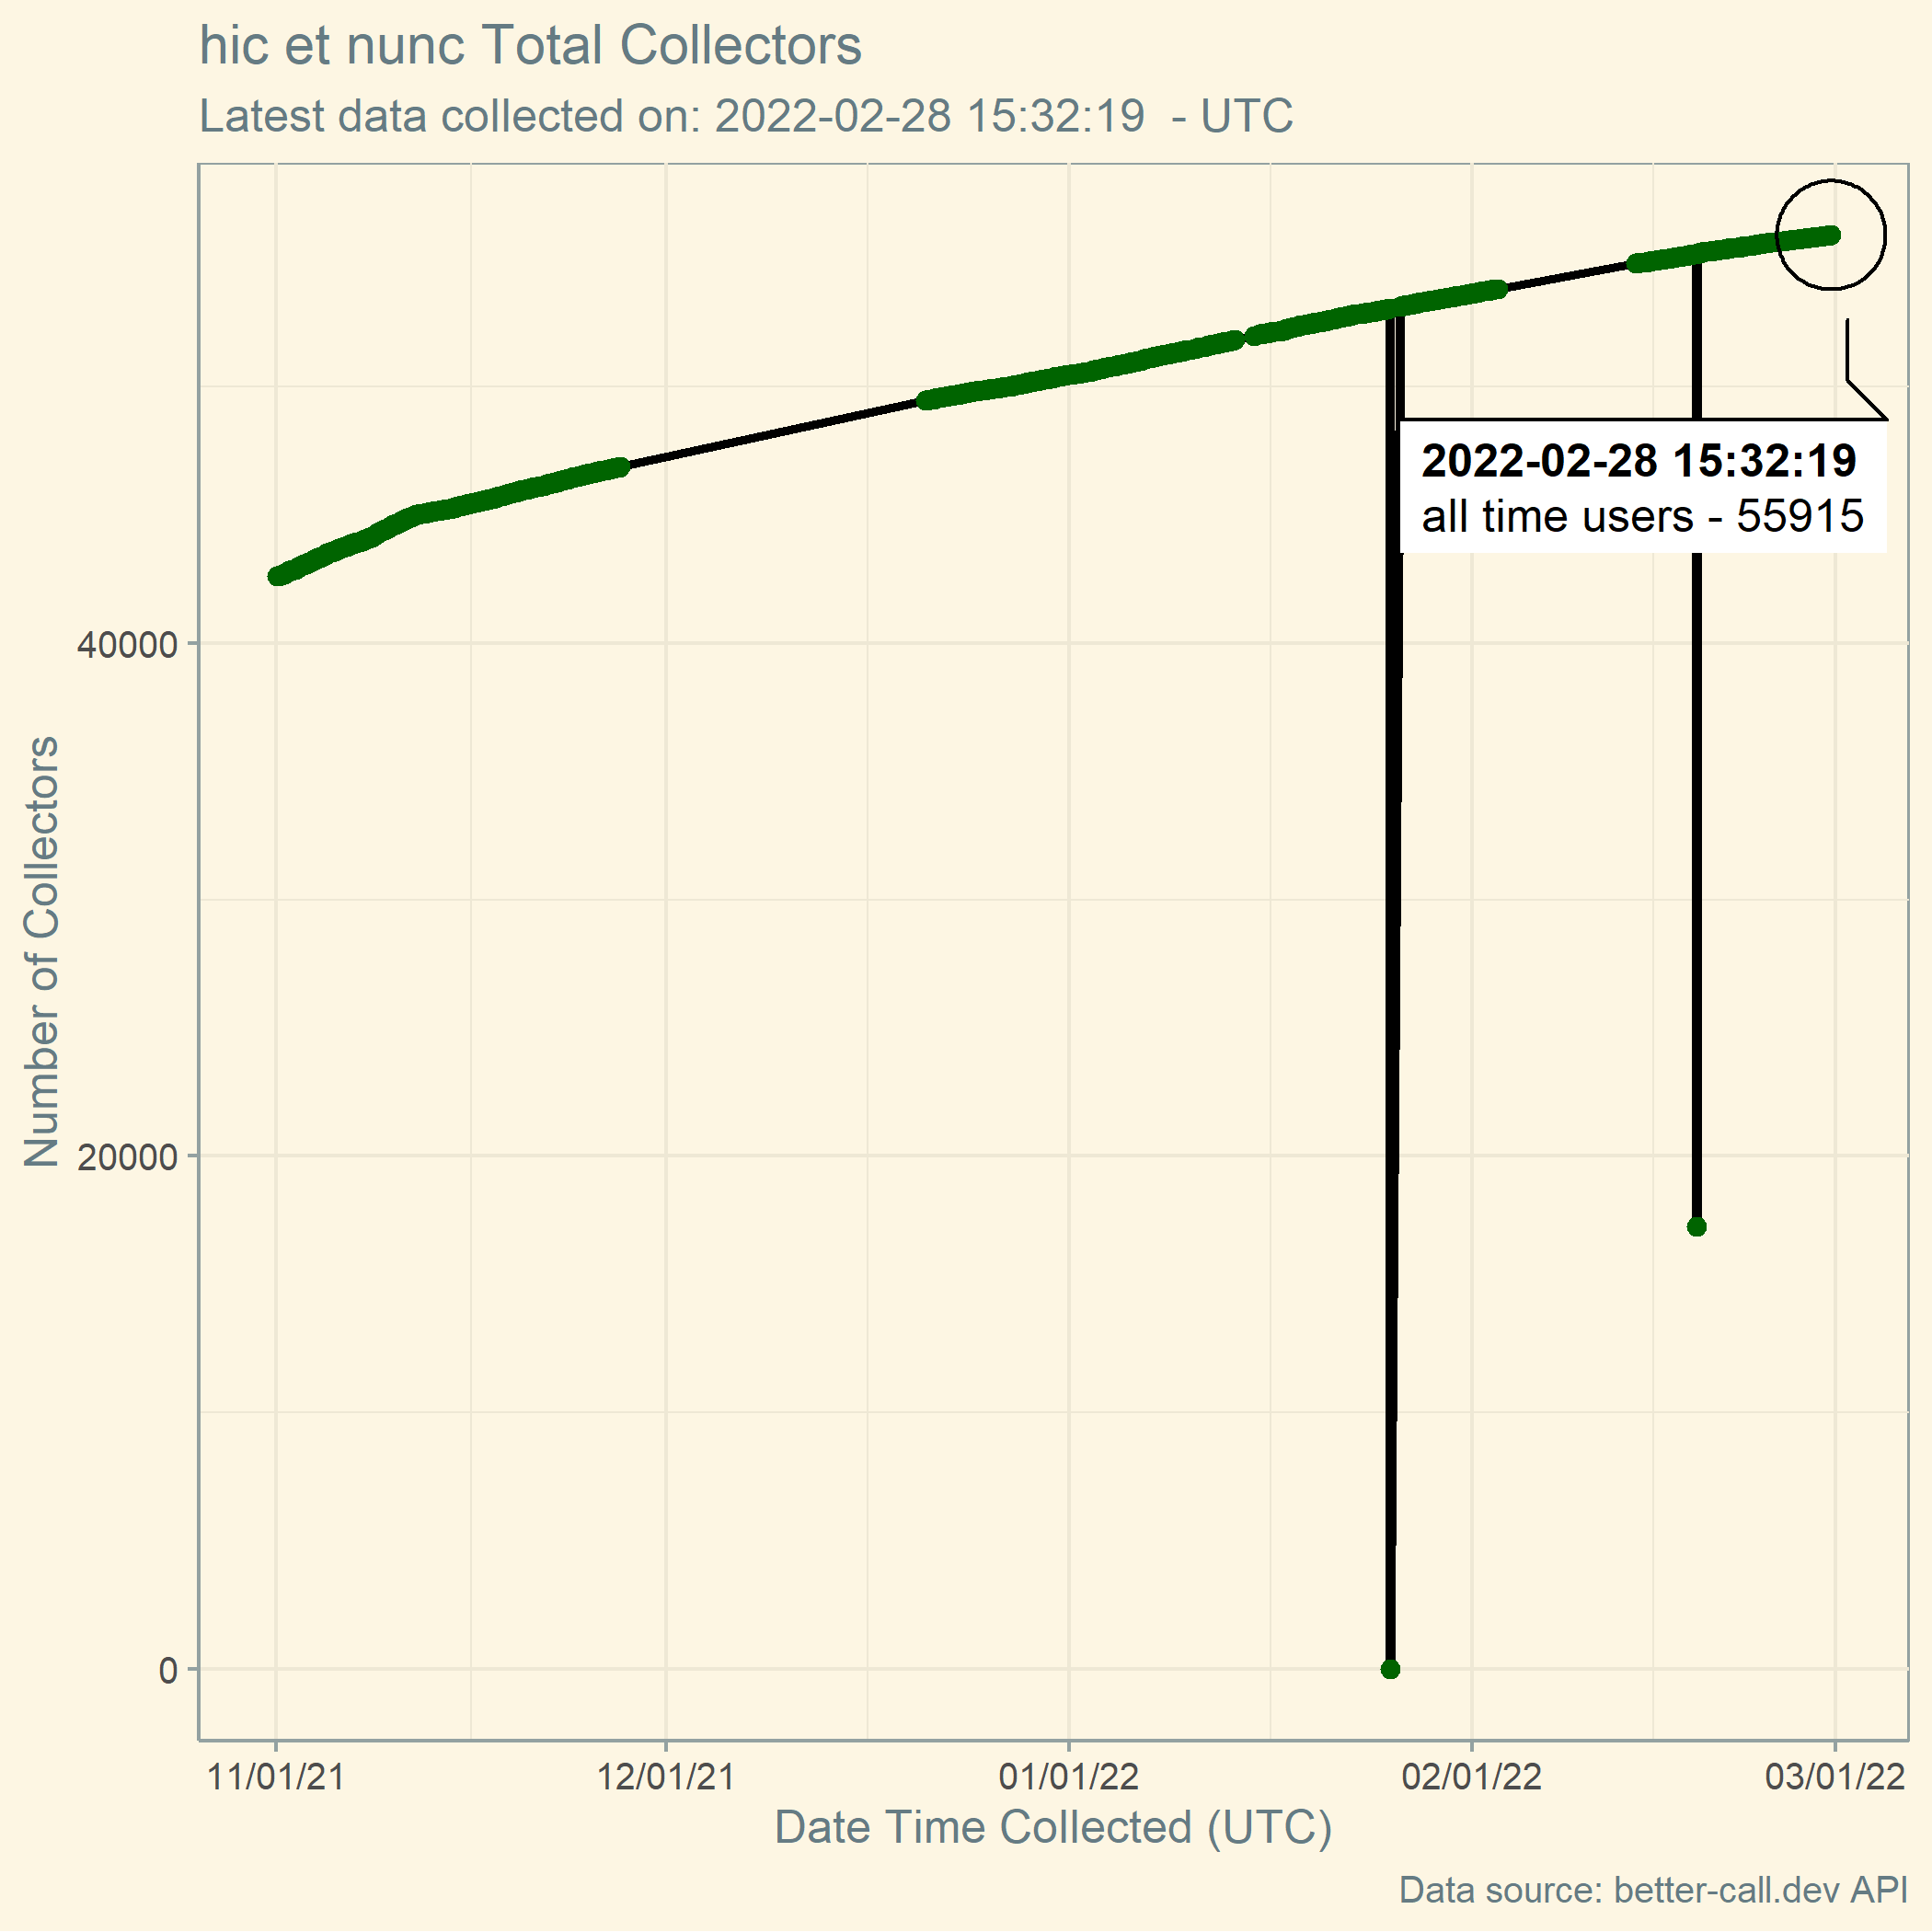 hic et nunc Total Collectors
Latest data collected on: 2022-02-28 15:32:19  - UTC
2022-02-28 15:32:19
all time users - 55915
Number of Collectors
40000
20000
0
11/01/21
12/01/21
01/01/22
02/01/22
03/01/22
Date Time Collected (UTC)
Data source: better-call.dev API